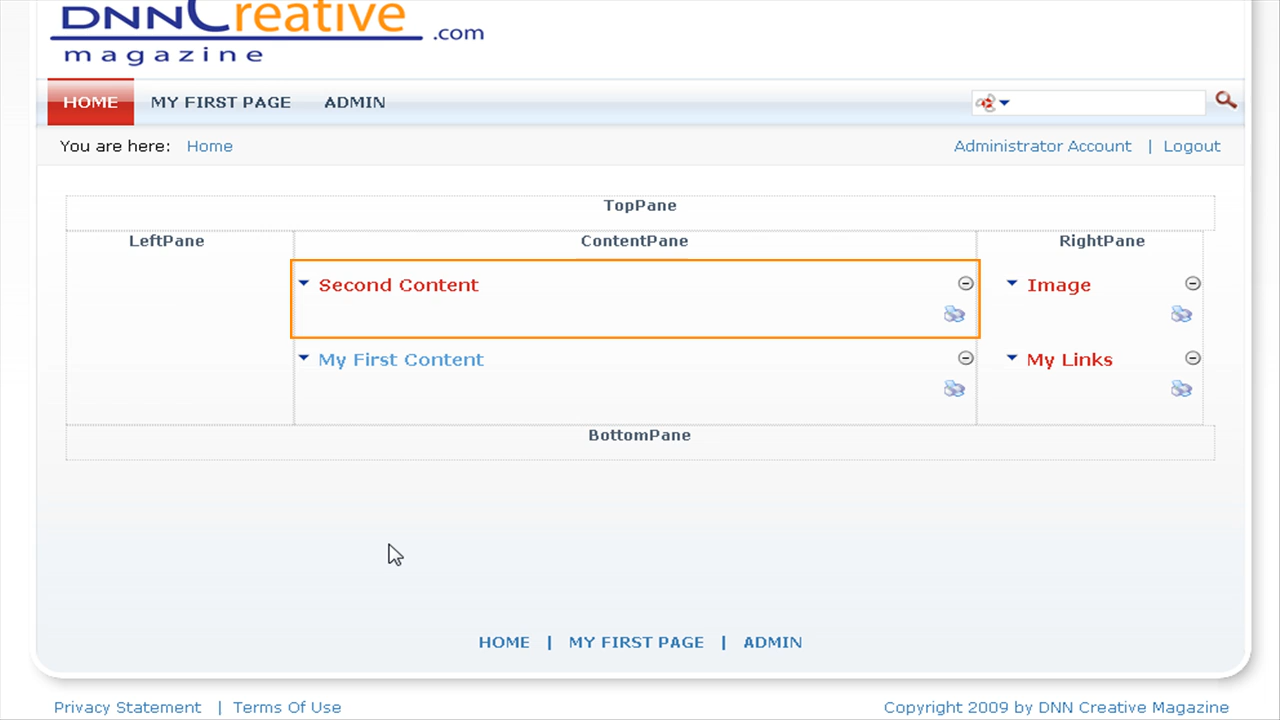 DNNCreative
.com
magazine
HOME MY FIRST PAGE ADMIN
You are here: Home Administrator Account | Logout
TopPane
LeftPane ContentPane RightPane
Second Content Image
My First Content My Links
BottomPane
HOME | MY FIRST PAGE | ADMIN
Privacy Statement | Terms Of Use Copyright 2009 by DNN Creative Magazine